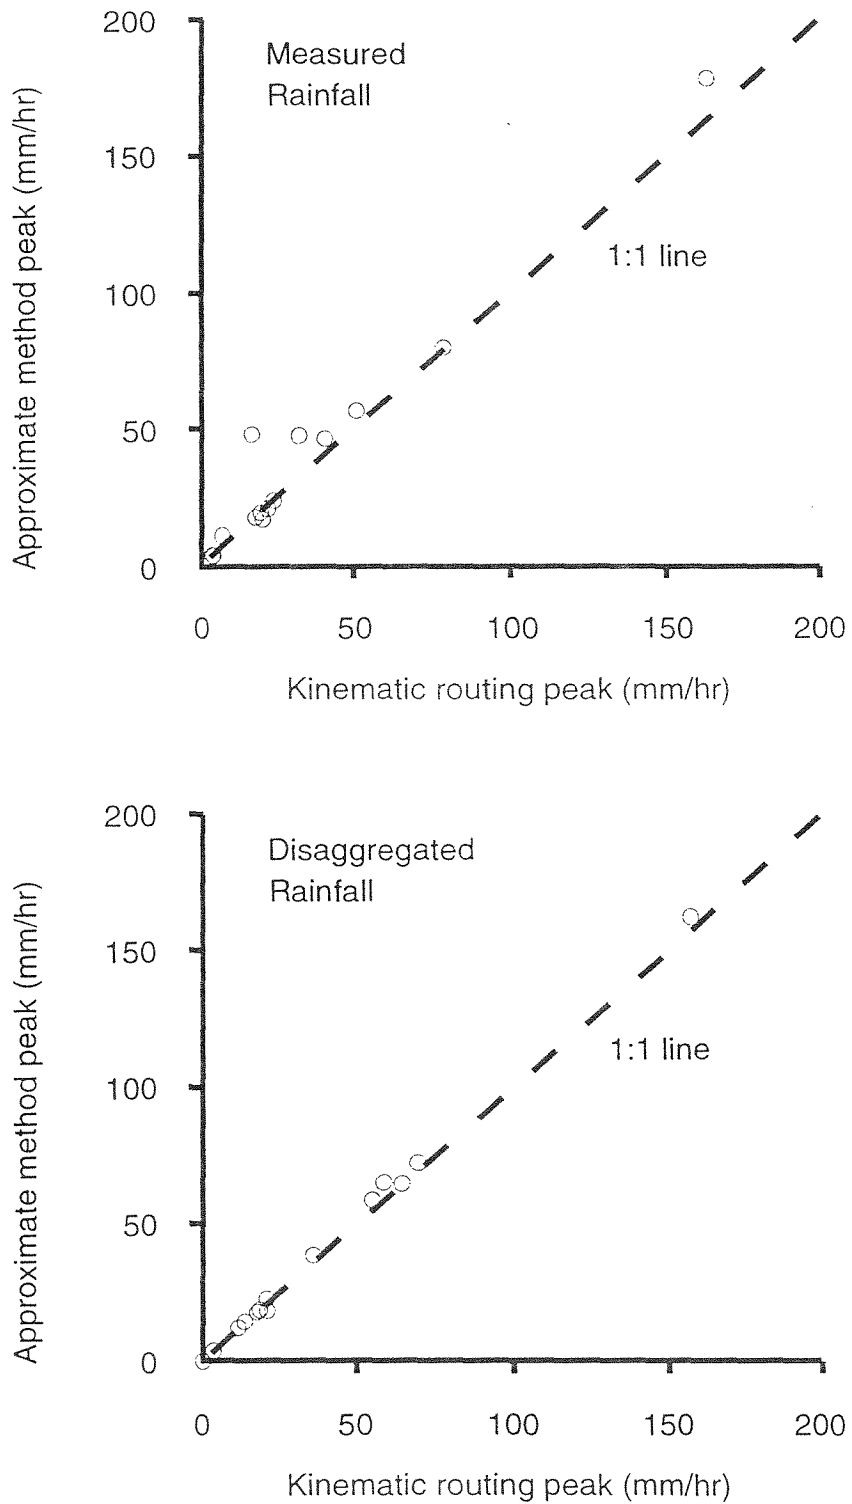 Measured
Rainfall
Approximate method peak (mm/hr)
200
150
100
50
0
1:1 line
0 50 100 150 200
Kinematic routing peak (mm/hr)
Disaggregated
Rainfall
Approximate method peak (mm/hr)
200
150
100
50
0
1:1 line
0 50 100 150 200
Kinematic routing peak (mm/hr)